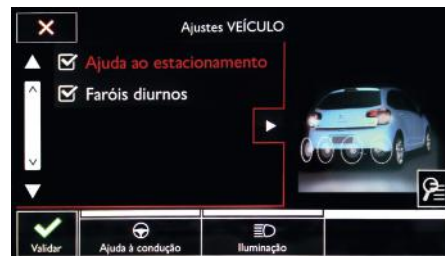 Ajustes VEÍCULO
Ajuda ao estacionamento
Faróis diurnos
Validar
Ajuda à condução
Iluminação